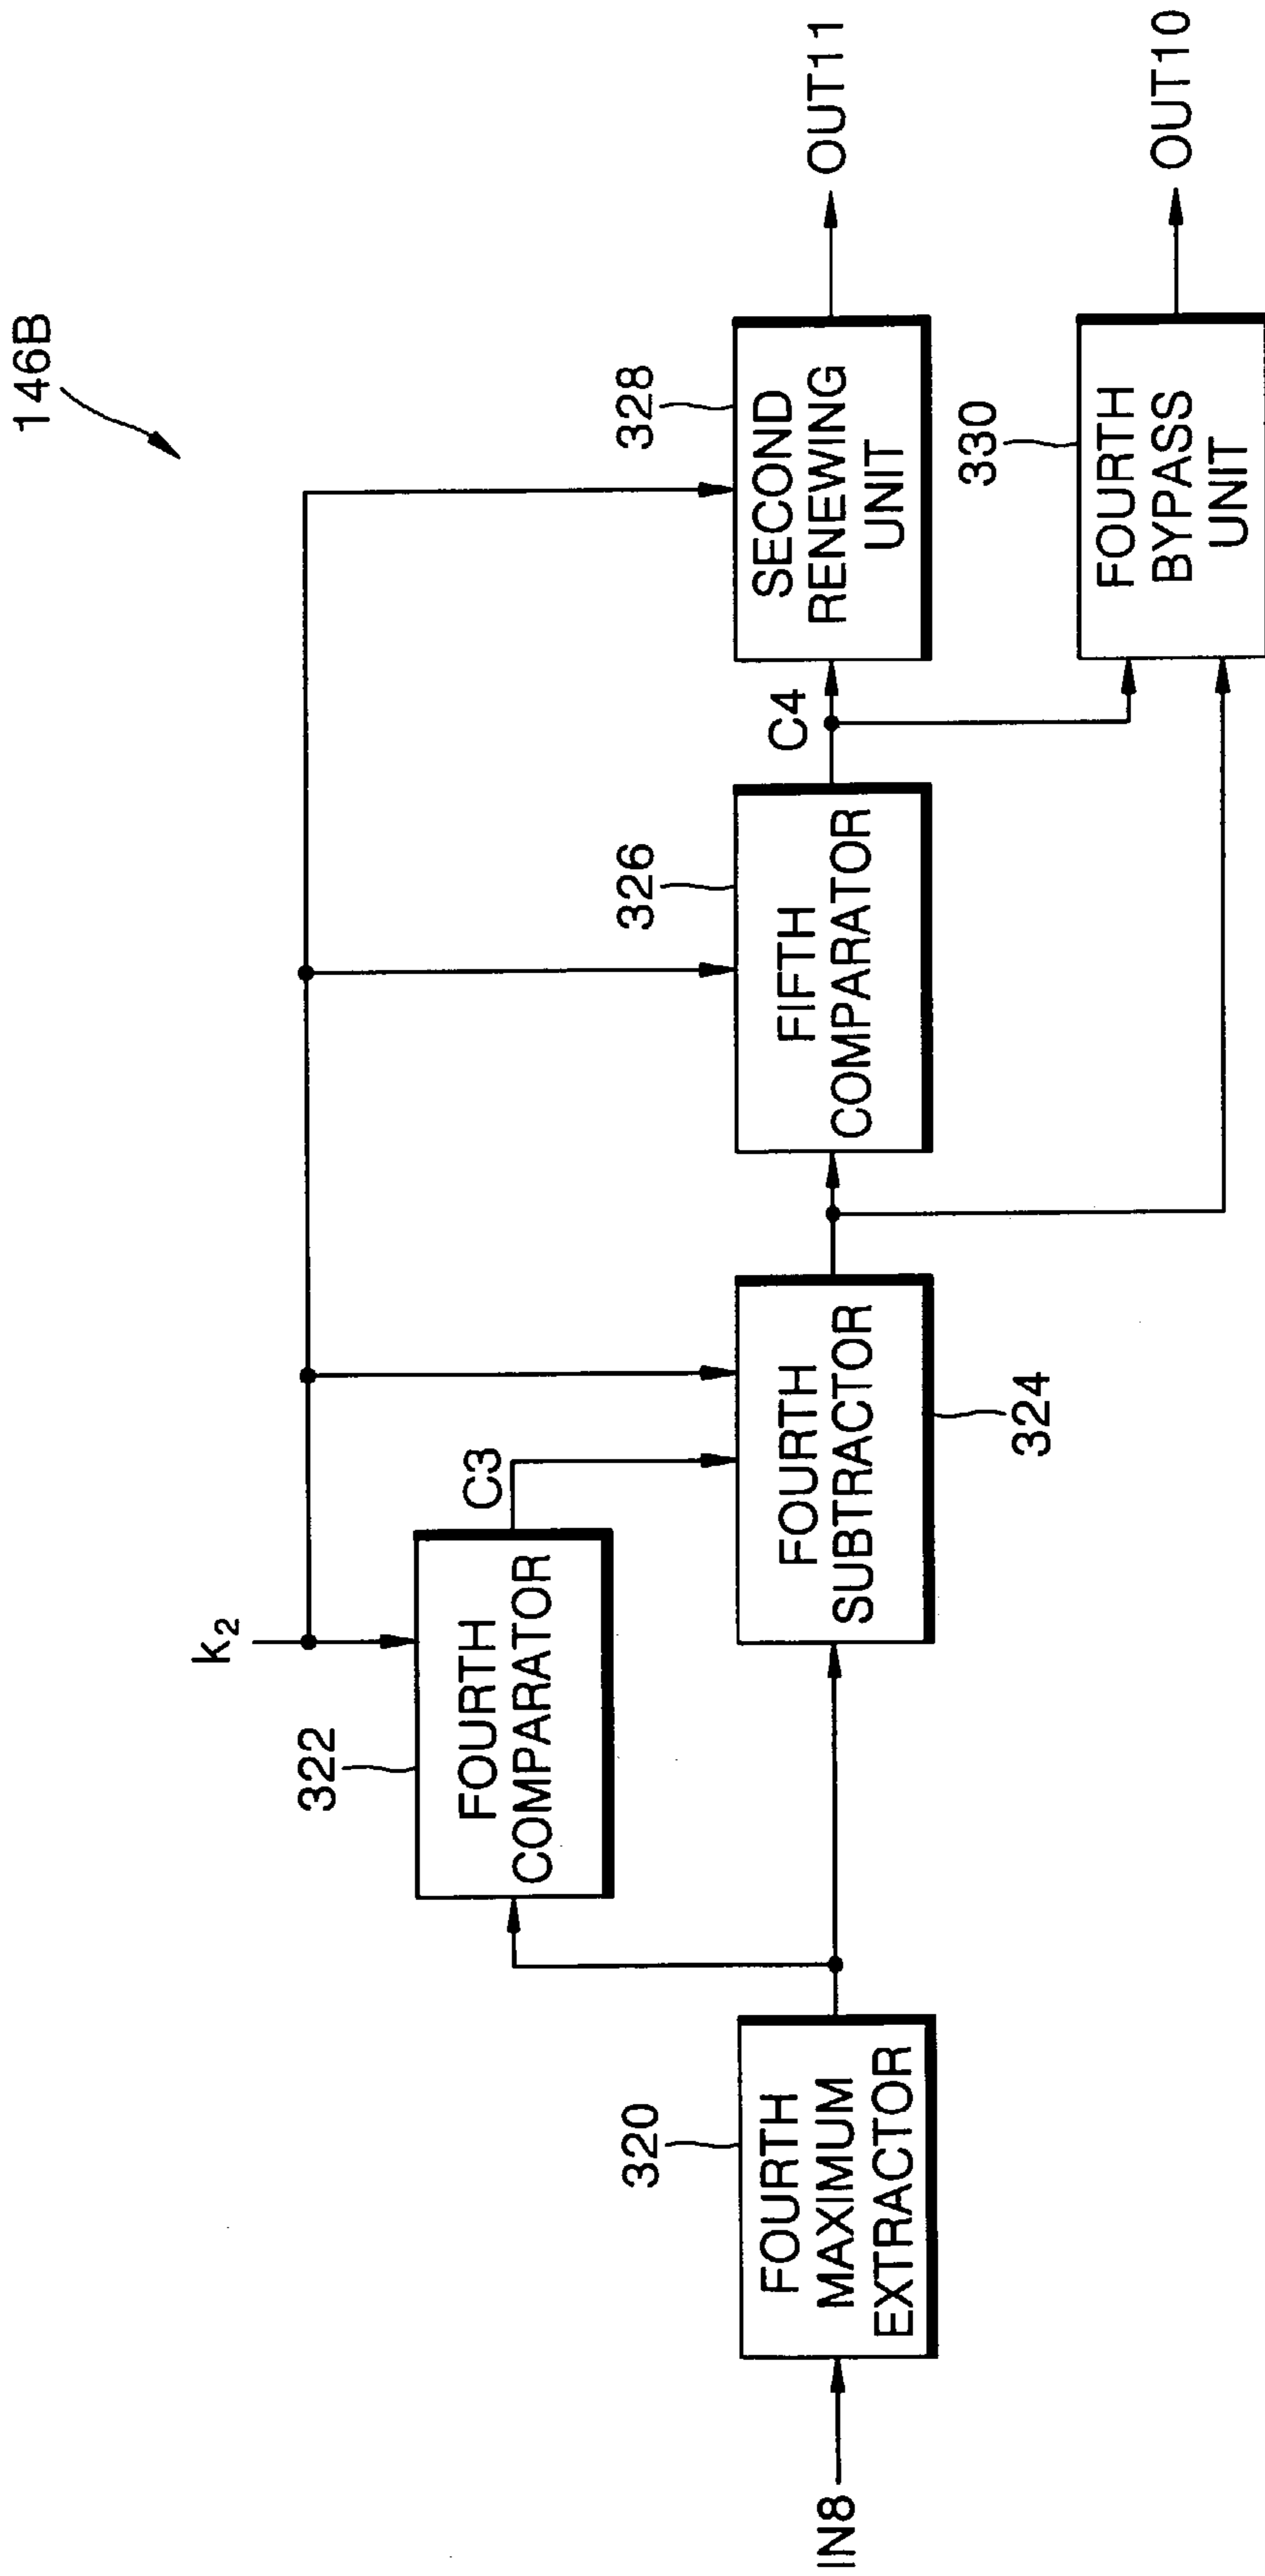 146B
k₂
322
FOURTH
COMPARATOR
C3
320
FOURTH
MAXIMUM
EXTRACTOR
IN8
FOURTH
SUBTRACTOR
324
326
FIFTH
COMPARATOR
C4
328
SECOND
RENEWING
UNIT
OUT11
330
FOURTH
BYPASS
UNIT
OUT10